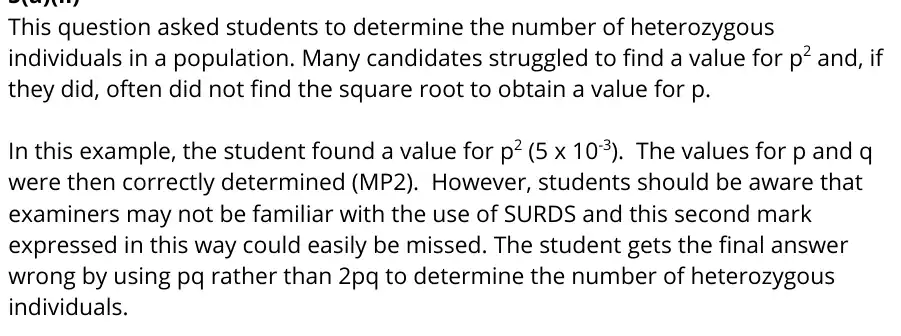 3(a)(ii)
This question asked students to determine the number of heterozygous
individuals in a population. Many candidates struggled to find a value for p² and, if
they did, often did not find the square root to obtain a value for p.
In this example, the student found a value for p² (5 x 10⁻³).  The values for p and q
were then correctly determined (MP2).  However, students should be aware that
examiners may not be familiar with the use of SURDS and this second mark
expressed in this way could easily be missed. The student gets the final answer
wrong by using pq rather than 2pq to determine the number of heterozygous
individuals.